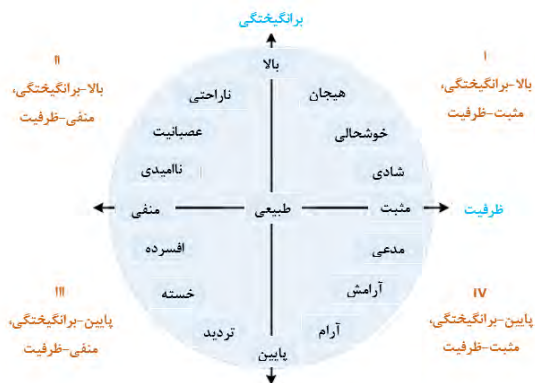 برانگیختگی
II
بالا-برانگیختگی،
منفی-ظرفیت
I
بالا-برانگیختگی،
مثبت-ظرفیت
بالا
هیجان
ناراحتی
خوشحالی
عصبانیت
شادی
ناامیدی
ظرفیت
مثبت
طبیعی
منفی
مدعی
افسرده
آرامش
خسته
آرام
تردید
پایین
IV
پایین-برانگیختگی،
مثبت-ظرفیت
III
پایین-برانگیختگی،
منفی-ظرفیت